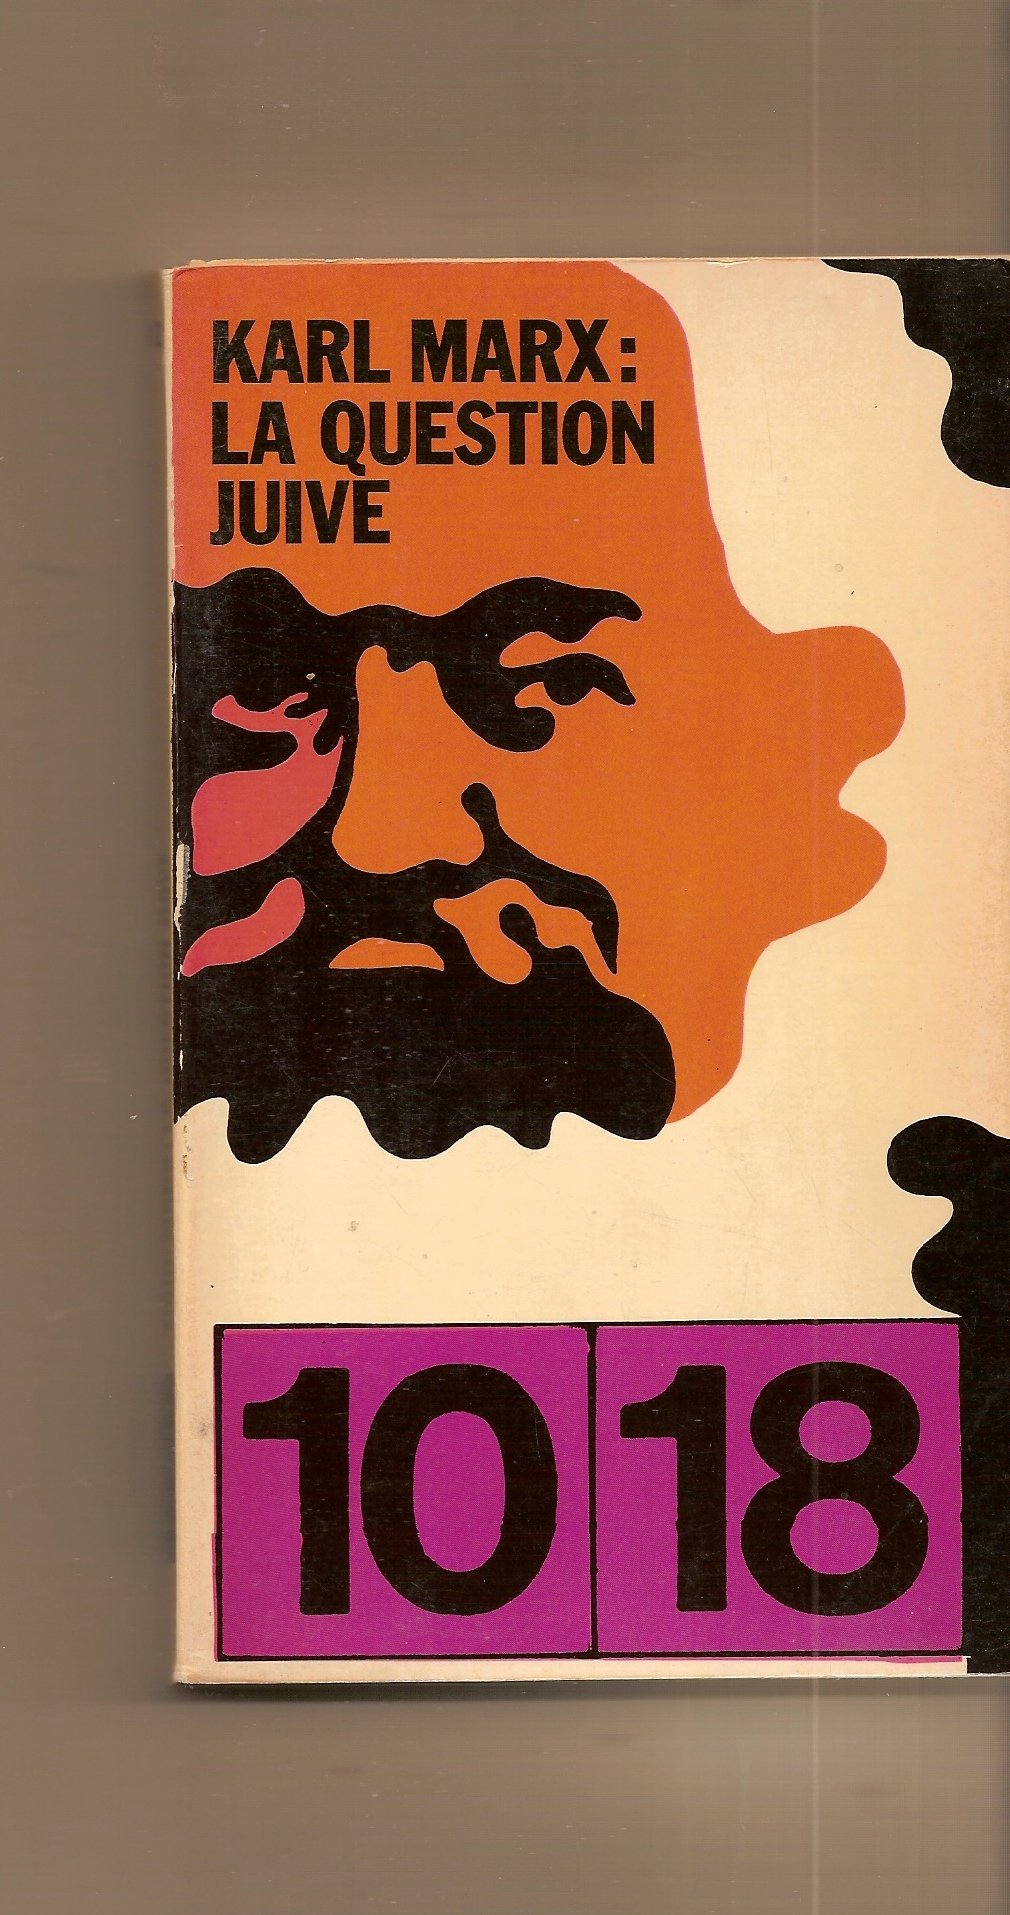 KARL MARX:
LA QUESTION
JUIVE
10 18